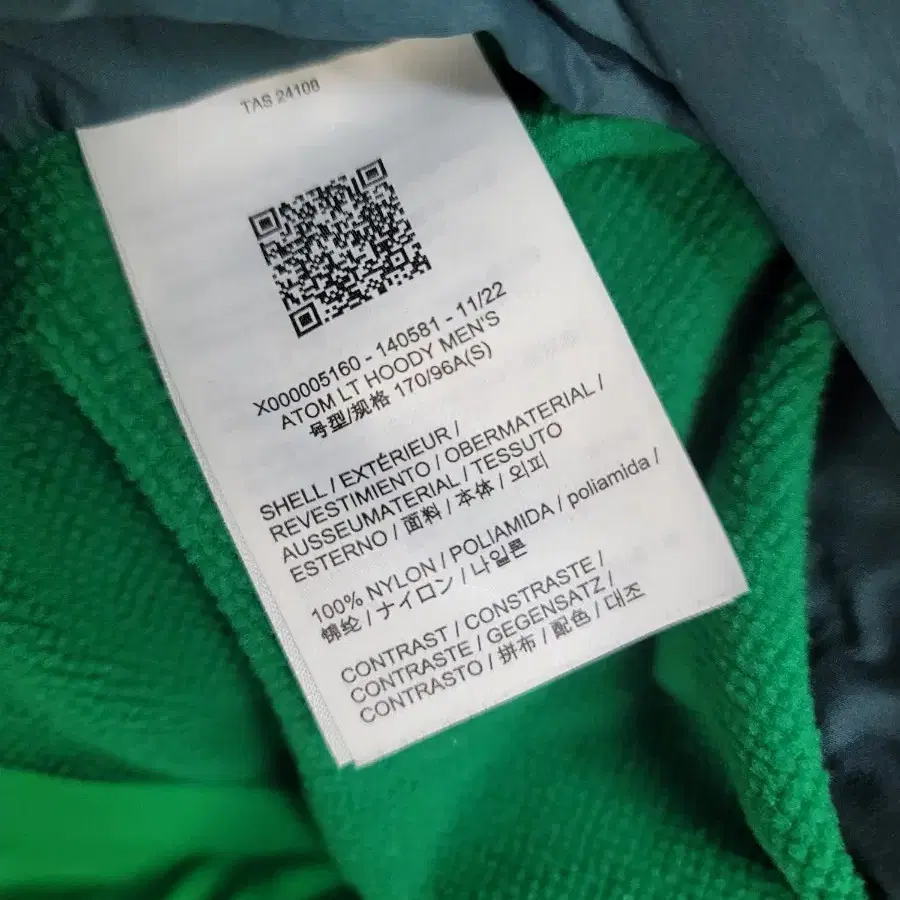 TAS 24108
X000005160 - 140581 - 11/22
ATOM LT HOODY MEN'S
号型/规格 170/96A(S)
SHELL / EXTÉRIEUR /
REVESTIMIENTO / OBERMATERIAL /
AUSSEUMATERIAL / TESSUTO
ESTERNO / 面料 / 本体 / 외피
100% NYLON / POLIAMIDA / poliamida /
锦纶 / ナイロン / 나일론
CONTRAST / CONSTRASTE /
CONTRASTE / GEGENSATZ /
CONTRASTO / 拼布 / 配色 / 대조